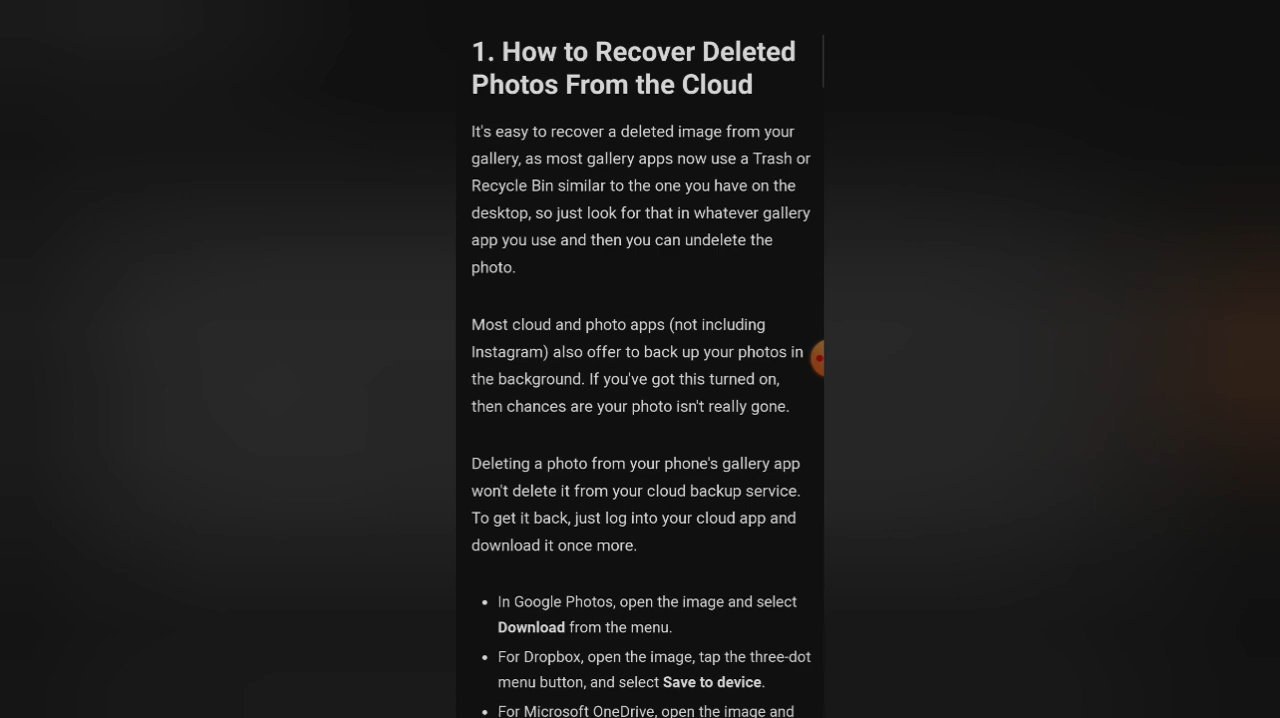 1. How to Recover Deleted
Photos From the Cloud
It's easy to recover a deleted image from your
gallery, as most gallery apps now use a Trash or
Recycle Bin similar to the one you have on the
desktop, so just look for that in whatever gallery
app you use and then you can undelete the
photo.
Most cloud and photo apps (not including
Instagram) also offer to back up your photos in
the background. If you've got this turned on,
then chances are your photo isn't really gone.
Deleting a photo from your phone's gallery app
won't delete it from your cloud backup service.
To get it back, just log into your cloud app and
download it once more.
• In Google Photos, open the image and select
Download from the menu.
• For Dropbox, open the image, tap the three-dot
menu button, and select Save to device.
• For Microsoft OneDrive, open the image and